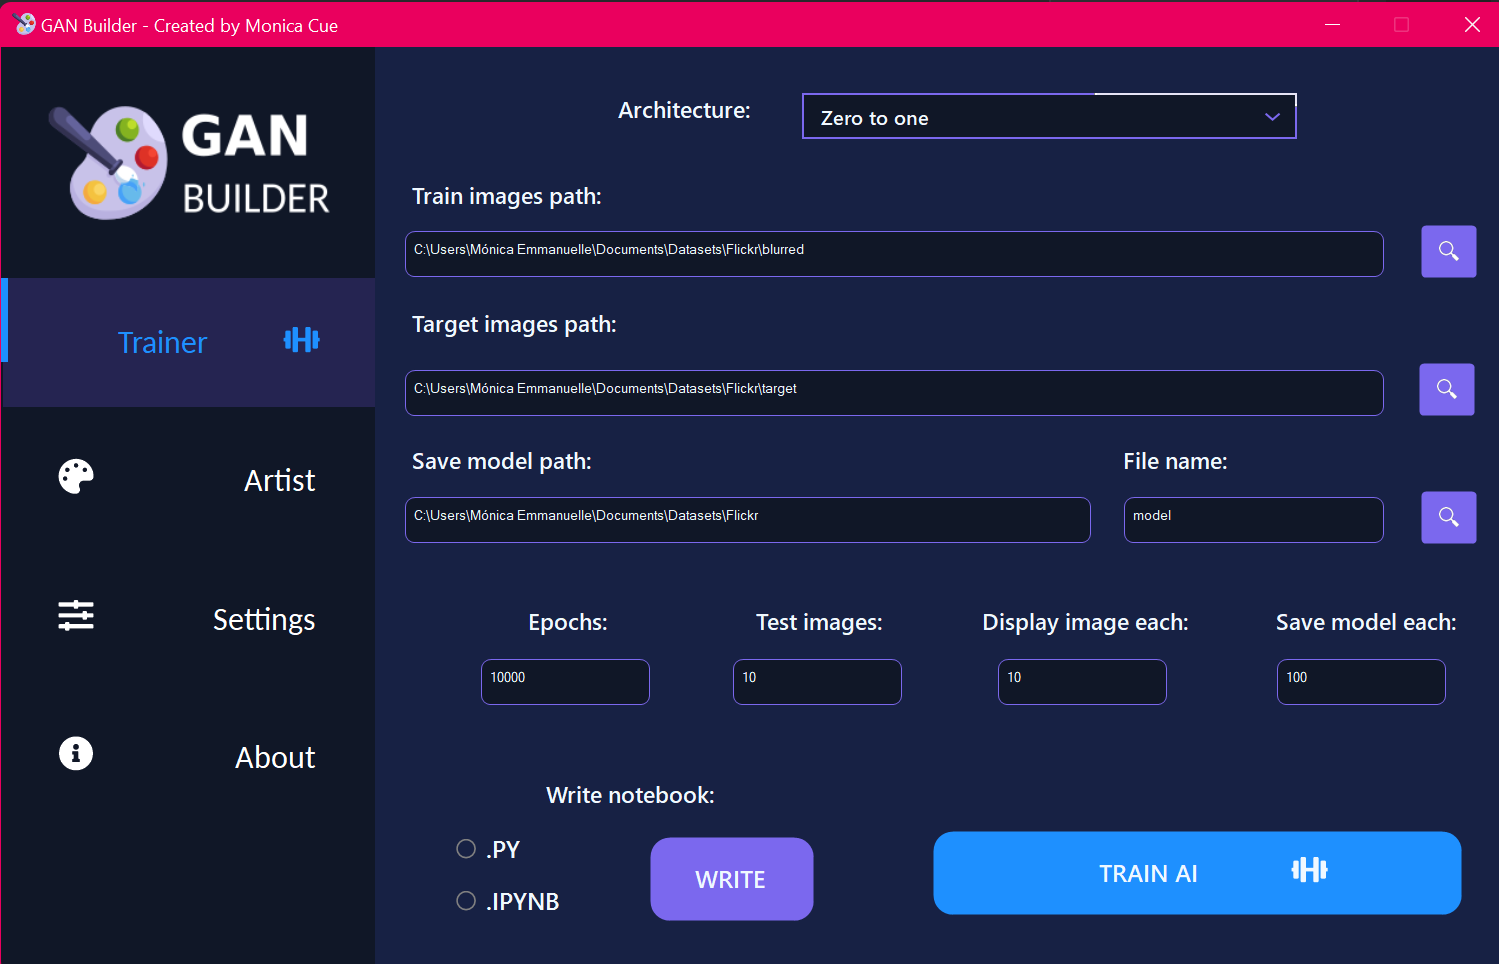 GAN Builder - Created by Monica Cue
GAN
BUILDER
Trainer
Artist
Settings
About
Architecture:
Zero to one
Train images path:
C:\Users\Mónica Emmanuelle\Documents\Datasets\Flickr\blurred
Target images path:
C:\Users\Mónica Emmanuelle\Documents\Datasets\Flickr\target
Save model path: File name:
C:\Users\Mónica Emmanuelle\Documents\Datasets\Flickr model
Epochs: Test images: Display image each: Save model each:
10000 10 10 100
Write notebook:
.PY
.IPYNB
WRITE
TRAIN AI